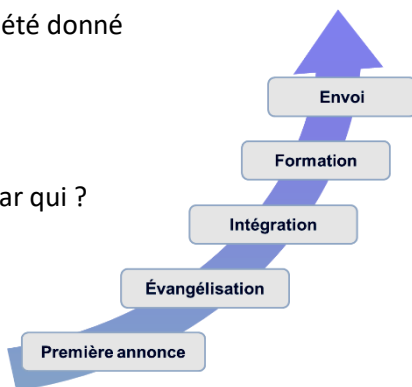 été donné
Envoi
Formation
ar qui ?
Intégration
Évangélisation
Première annonce